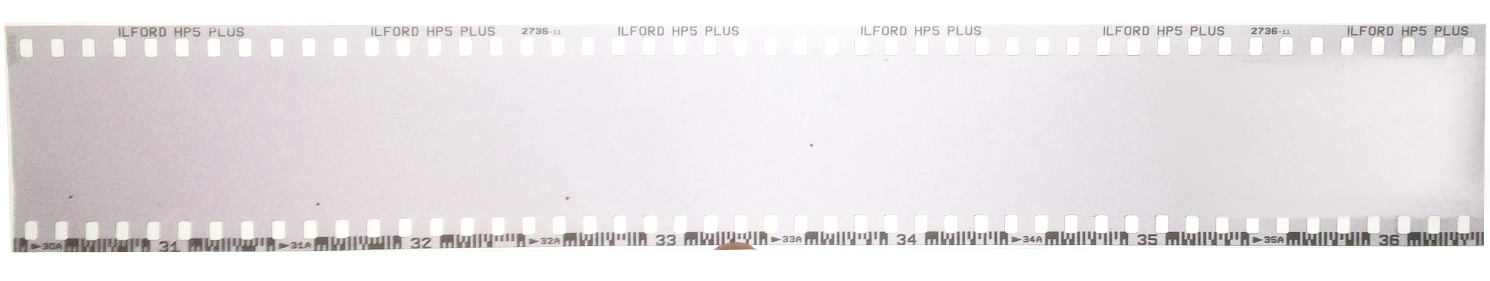 ILFORD HP5 PLUS ILFORD HP5 PLUS 2736-11 ILFORD HP5 PLUS ILFORD HP5 PLUS ILFORD HP5 PLUS 2736-11 ILFORD HP5 PLUS
▶30A 31 ▶31A 32 ▶32A 33 ▶33A 34 ▶34A 35 ▶35A 36